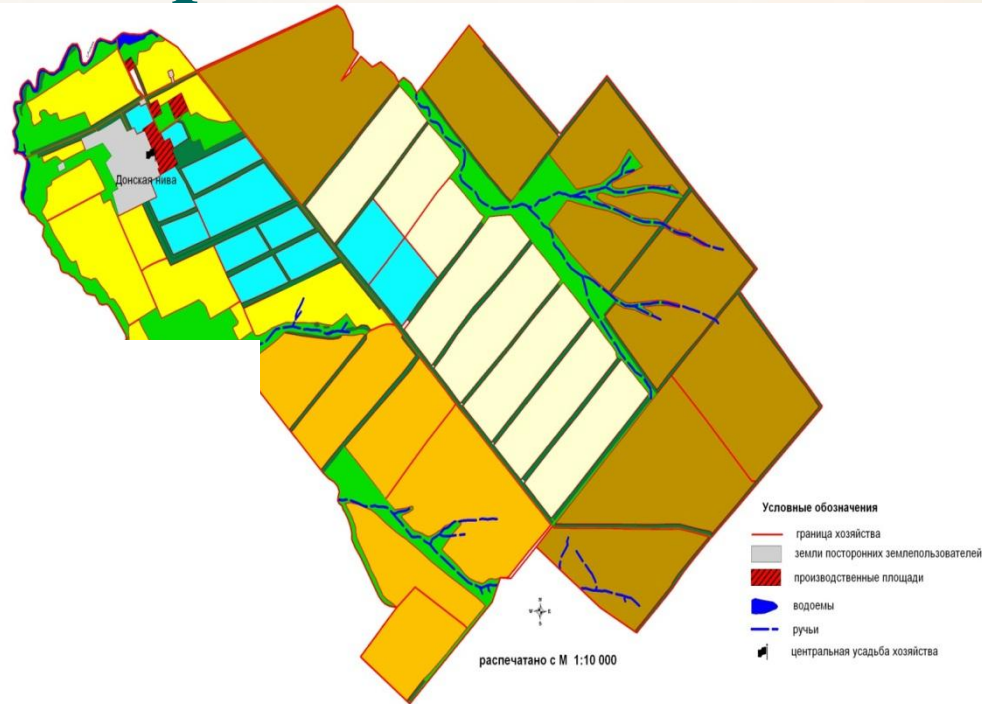 Донская нива
Условные обозначения
граница хозяйства
земли посторонних землепользователей
производственные площади
водоемы
ручьи
центральная усадьба хозяйства
N
W E
S
распечатано с М 1:10 000